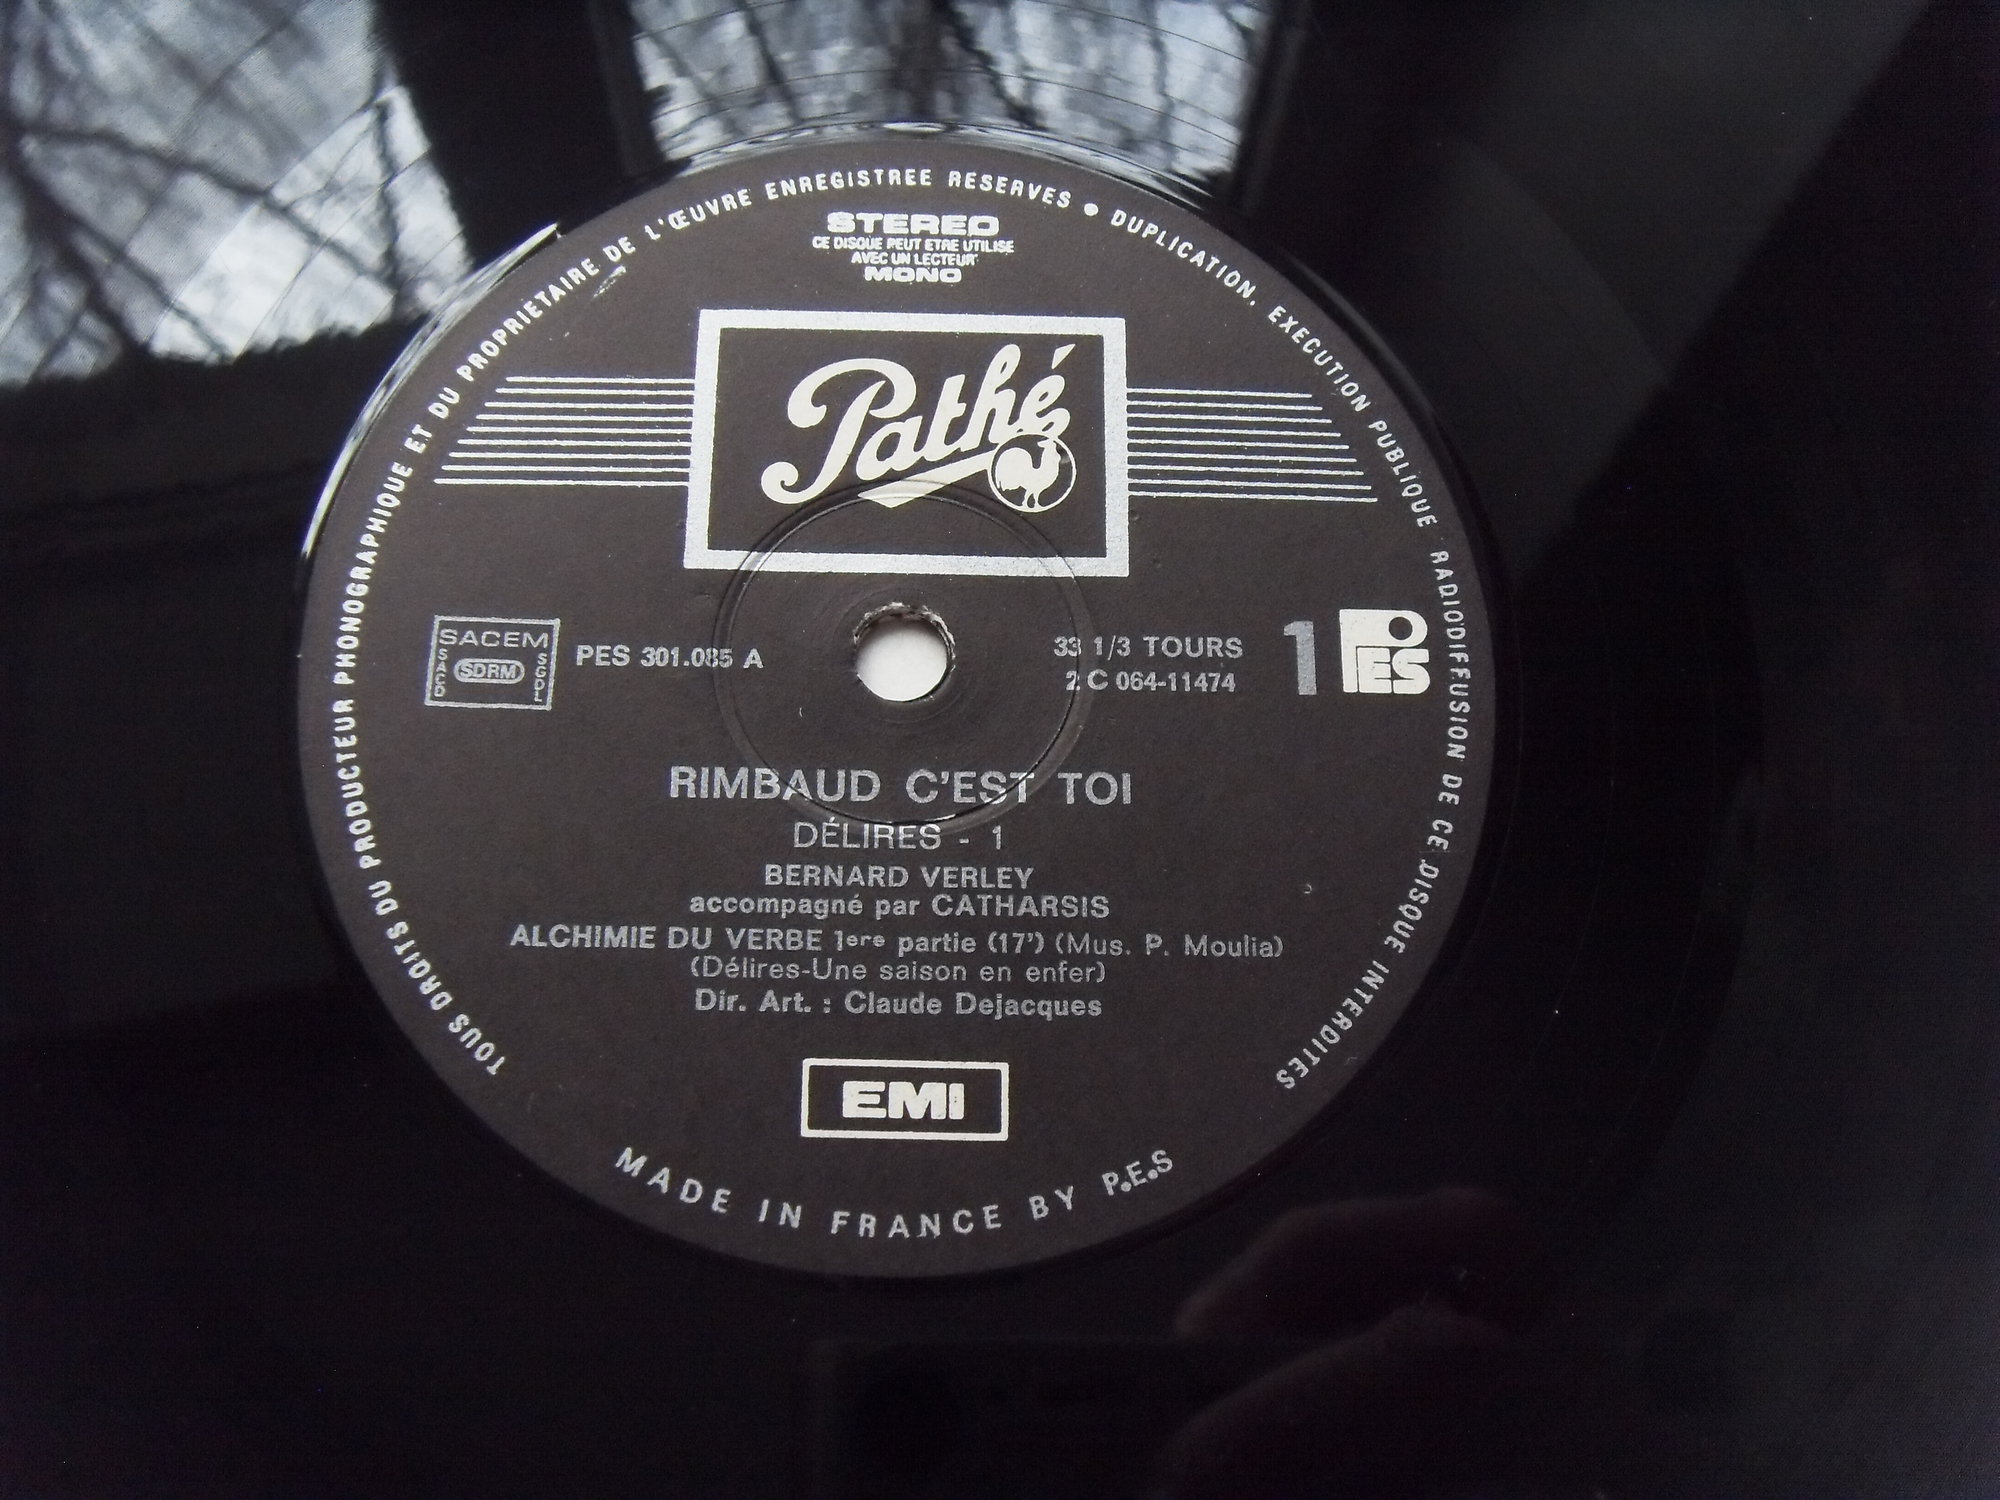 TOUS DROITS DU PRODUCTEUR PHONOGRAPHIQUE ET DU PROPRIETAIRE DE L'ŒUVRE ENREGISTREE RESERVES • DUPLICATION, EXECUTION PUBLIQUE RADIODIFFUSION DE CE DISQUE INTERDITES
STEREO
CE DISQUE PEUT ETRE UTILISE
AVEC UN LECTEUR
MONO
Pathé
SACEM
SACD SDRM SGDL
PES 301.085 A
33 1/3 TOURS
2 C 064-11474
1
PES
RIMBAUD C'EST TOI
DÉLIRES - 1
BERNARD VERLEY
accompagné par CATHARSIS
ALCHIMIE DU VERBE 1ere partie (17') (Mus. P. Moulia)
(Délires-Une saison en enfer)
Dir. Art. : Claude Dejacques
EMI
MADE IN FRANCE BY P.E.S